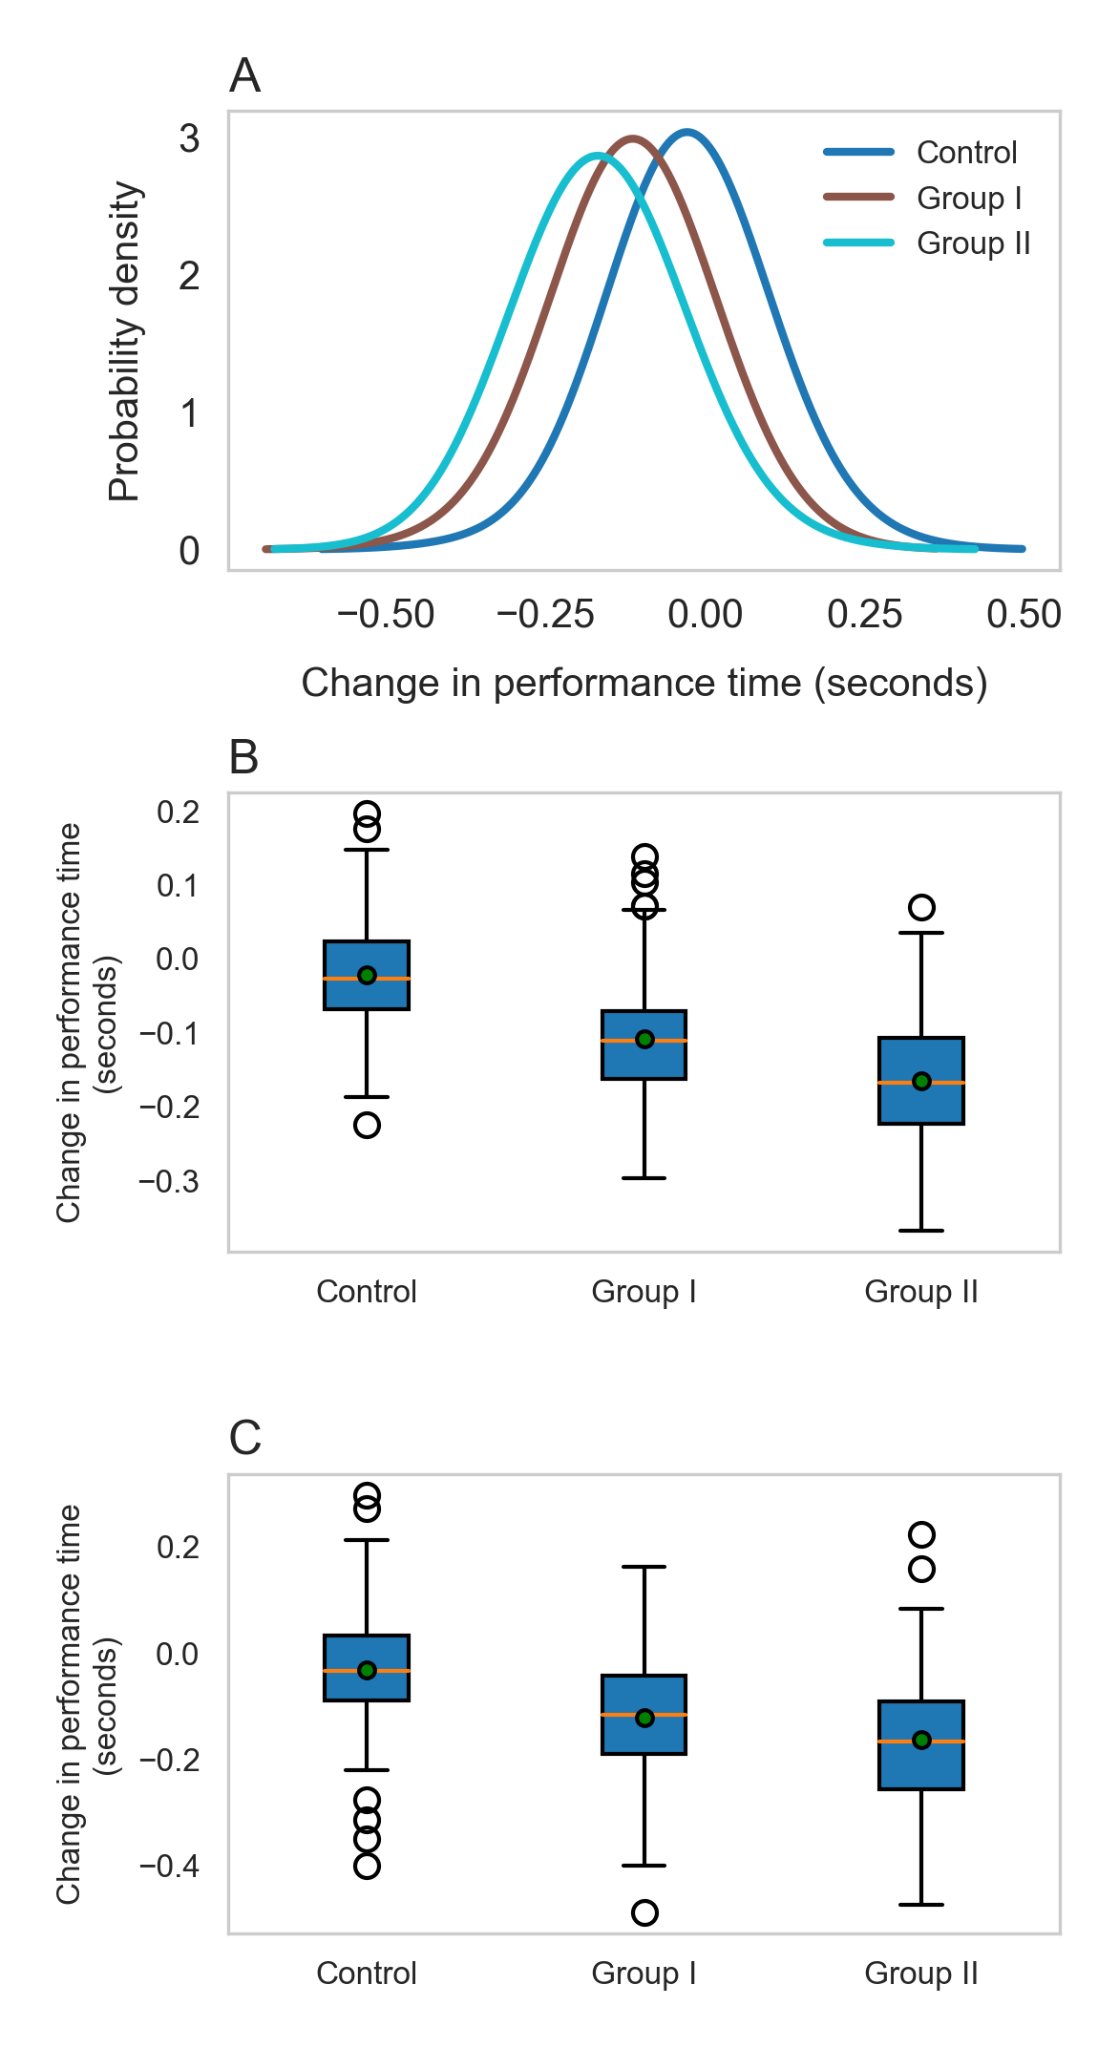 A
3
2
1
0
Probability density
Control
Group I
Group II
−0.50 −0.25 0.00 0.25 0.50
Change in performance time (seconds)
B
0.2
0.1
0.0
−0.1
−0.2
−0.3
Change in performance time
(seconds)
Control Group I Group II
C
0.2
0.0
−0.2
−0.4
Change in performance time
(seconds)
Control Group I Group II